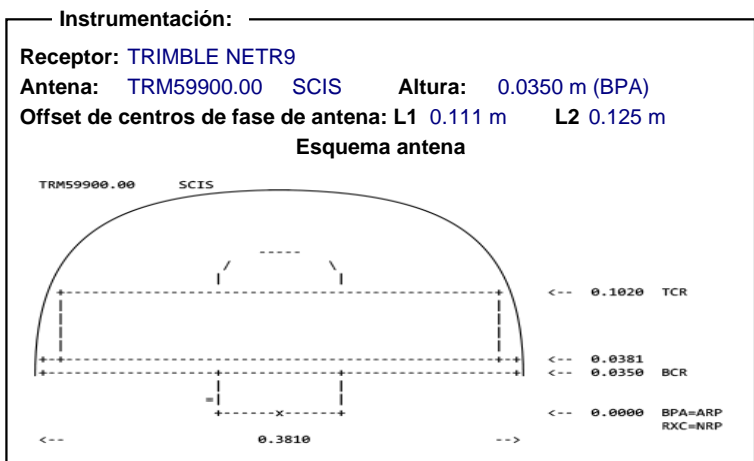 Instrumentación:
Receptor: TRIMBLE NETR9
Antena: TRM59900.00 SCIS Altura: 0.0350 m (BPA)
Offset de centros de fase de antena: L1 0.111 m L2 0.125 m
Esquema antena
TRM59900.00 SCIS
<-- 0.1020 TCR
<-- 0.0381
<-- 0.0350 BCR
<-- 0.0000 BPA=ARP
RXC=NRP
<-- 0.3810 -->